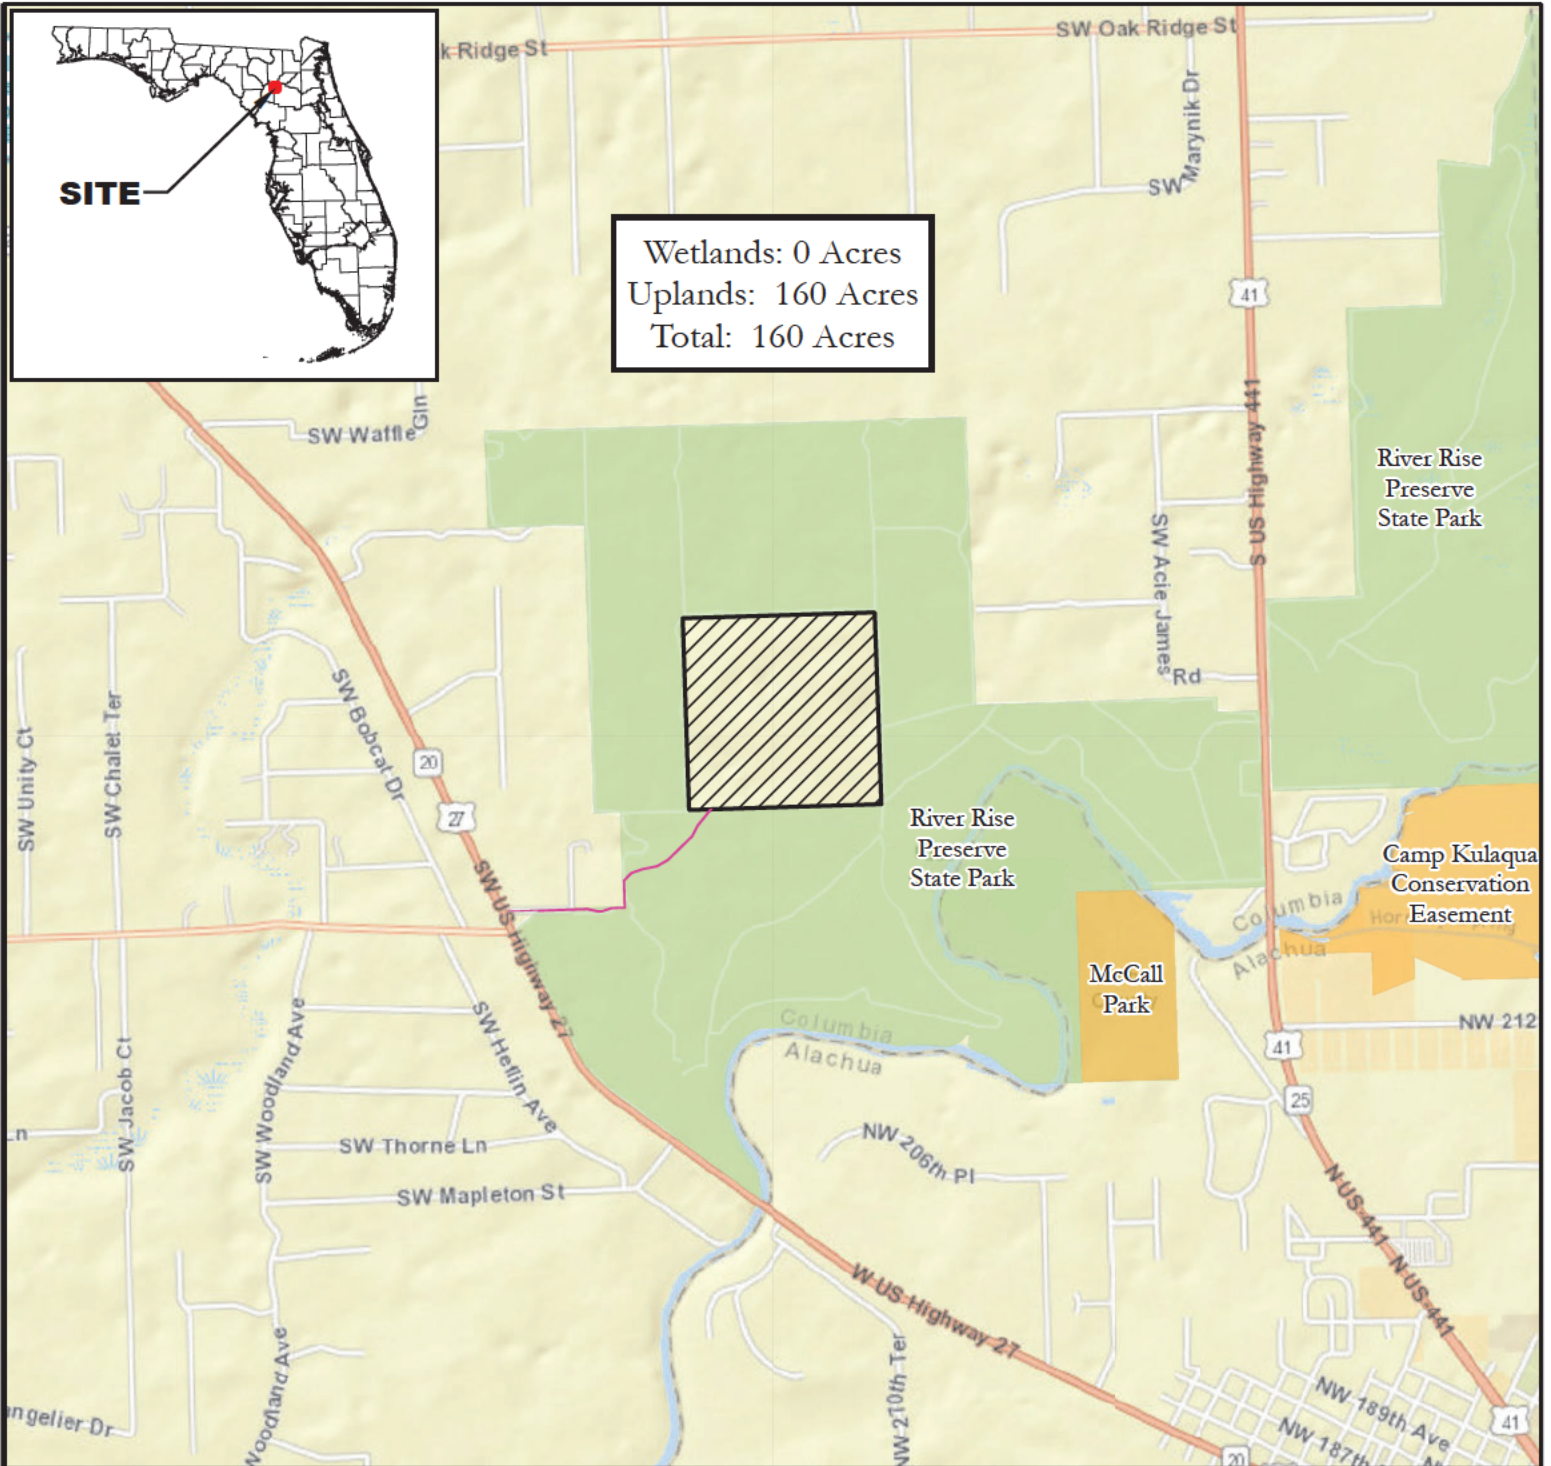 SITE
k Ridge St
SW Oak Ridge St
SW Marynik Dr
Wetlands: 0 Acres
Uplands: 160 Acres
Total: 160 Acres
41
SW Waffle Gln
S US Highway 441
River Rise
Preserve
State Park
SW Acie James Rd
SW Unity Ct
SW Chalet Ter
SW Bobcat Dr
20
27
SW US Highway 27
River Rise
Preserve
State Park
Camp Kulaqua
Conservation
Easement
Columbia
Alachua
McCall
Park
Columbia
Alachua
NW 212
41
25
SW Jacob Ct
SW Woodland Ave
SW Heflin Ave
Ln
SW Thorne Ln
SW Mapleton St
NW 206th Pl
N US 441
N US 441
W US Highway 27
NW 210th Ter
Woodland Ave
angelier Dr
NW 189th Ave
NW 187th
41
20